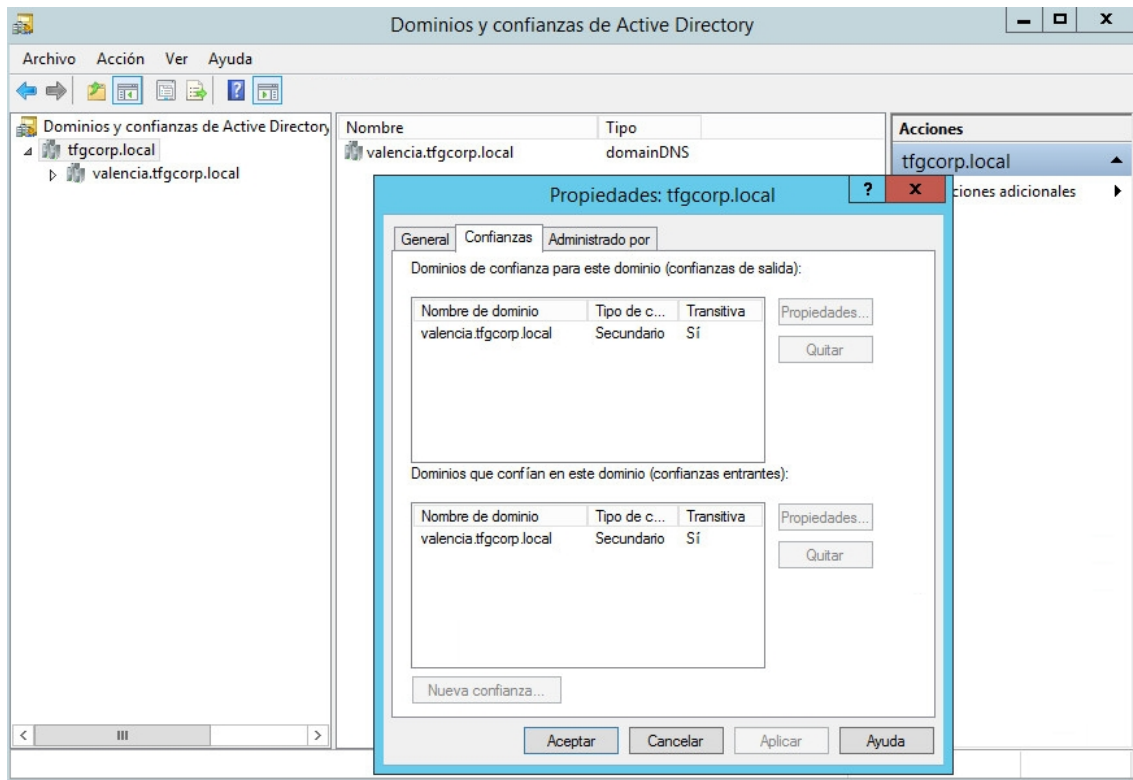 Dominios y confianzas de Active Directory
Archivo Acción Ver Ayuda
Dominios y confianzas de Active Directory
tfgcorp.local
valencia.tfgcorp.local
Nombre Tipo
valencia.tfgcorp.local domainDNS
Acciones
tfgcorp.local
ciones adicionales
Propiedades: tfgcorp.local
General Confianzas Administrado por
Dominios de confianza para este dominio (confianzas de salida):
Nombre de dominio Tipo de c... Transitiva
valencia.tfgcorp.local Secundario Sí
Propiedades...
Quitar
Dominios que confían en este dominio (confianzas entrantes):
Nombre de dominio Tipo de c... Transitiva
valencia.tfgcorp.local Secundario Sí
Propiedades...
Quitar
Nueva confianza...
Aceptar Cancelar Aplicar Ayuda